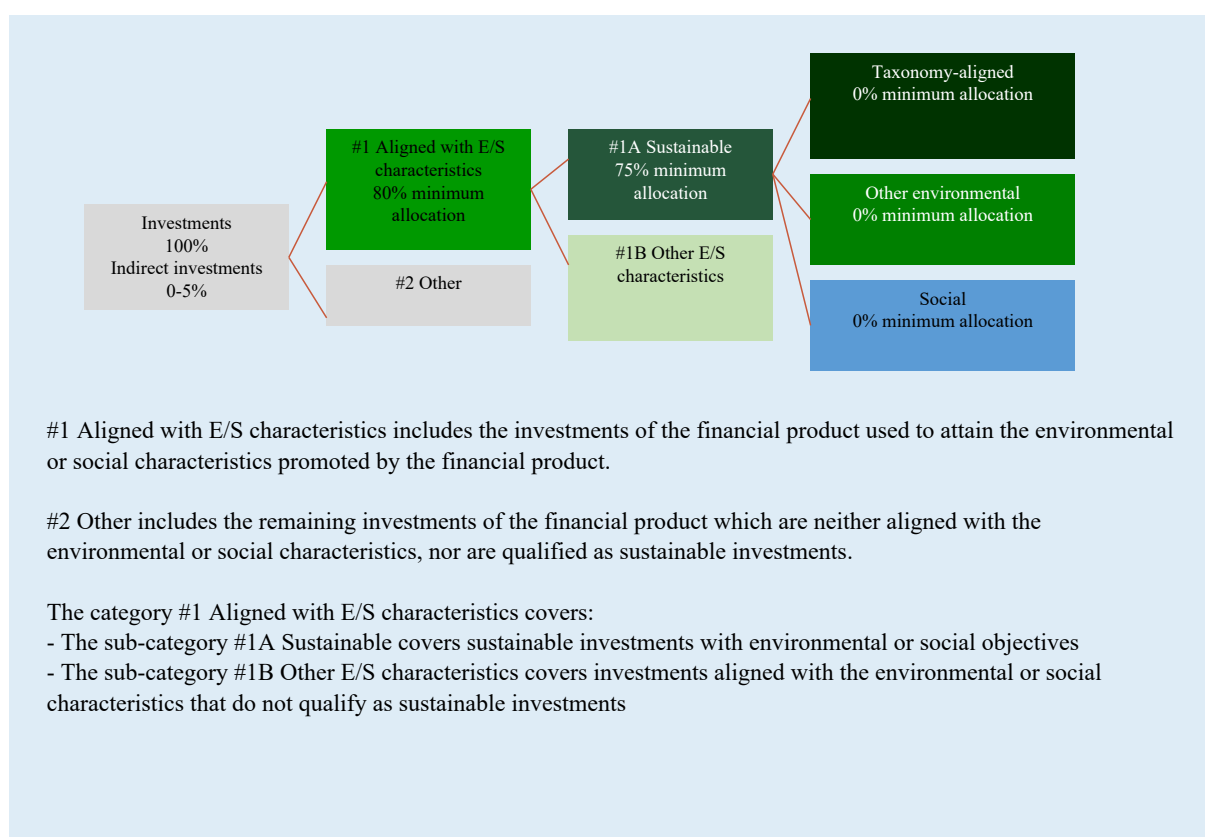 Investments
100%
Indirect investments
0-5%
#1 Aligned with E/S
characteristics
80% minimum
allocation
#2 Other
#1A Sustainable
75% minimum
allocation
#1B Other E/S
characteristics
Taxonomy-aligned
0% minimum allocation
Other environmental
0% minimum allocation
Social
0% minimum allocation
#1 Aligned with E/S characteristics includes the investments of the financial product used to attain the environmental
or social characteristics promoted by the financial product.
#2 Other includes the remaining investments of the financial product which are neither aligned with the
environmental or social characteristics, nor are qualified as sustainable investments.
The category #1 Aligned with E/S characteristics covers:
- The sub-category #1A Sustainable covers sustainable investments with environmental or social objectives
- The sub-category #1B Other E/S characteristics covers investments aligned with the environmental or social
characteristics that do not qualify as sustainable investments